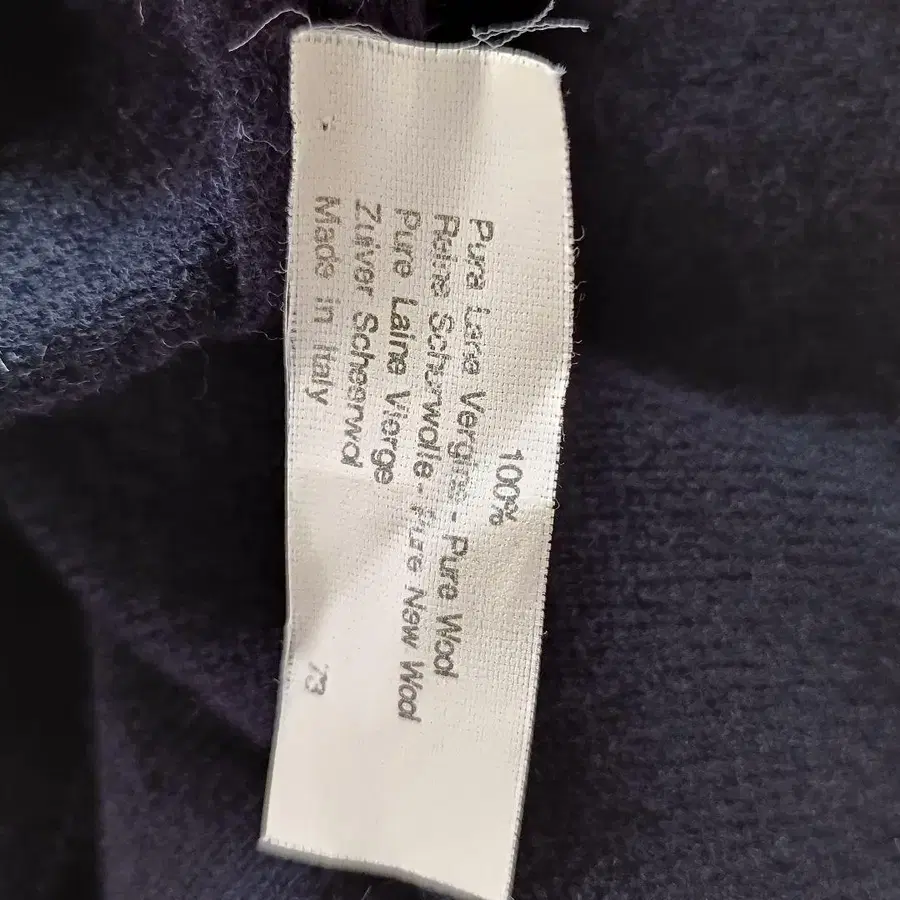 100%
Pura Lana Vergine - Pure Wool
Reine Schurwolle - Pure New Wool
Pure Laine Vierge
Zuiver Scheerwol
Made in Italy
73